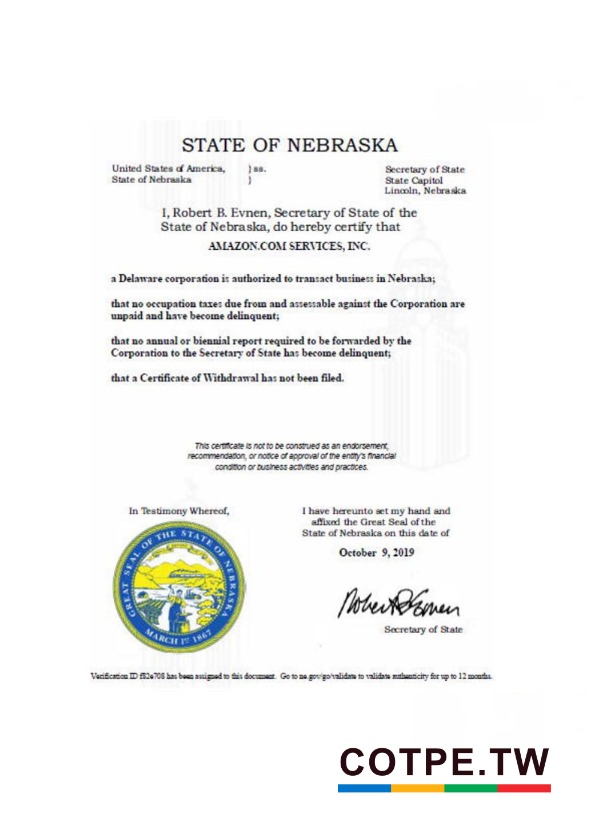 STATE OF NEBRASKA
United States of America, } ss.
State of Nebraska }
Secretary of State
State Capitol
Lincoln, Nebraska
I, Robert B. Evnen, Secretary of State of the
State of Nebraska, do hereby certify that
AMAZON.COM SERVICES, INC.
a Delaware corporation is authorized to transact business in Nebraska;
that no occupation taxes due from and assessable against the Corporation are
unpaid and have become delinquent;
that no annual or biennial report required to be forwarded by the
Corporation to the Secretary of State has become delinquent;
that a Certificate of Withdrawal has not been filed.
This certificate is not to be construed as an endorsement,
recommendation, or notice of approval of the entity's financial
condition or business activities and practices.
In Testimony Whereof,
I have hereunto set my hand and
affixed the Great Seal of the
State of Nebraska on this date of
October 9, 2019
GREAT SEAL OF THE STATE OF NEBRASKA
MARCH 1ST 1867
Robert B Evnen
Secretary of State
Verification ID f82e708 has been assigned to this document. Go to ne.gov/go/validate to validate authenticity for up to 12 months.
COTPE.TW